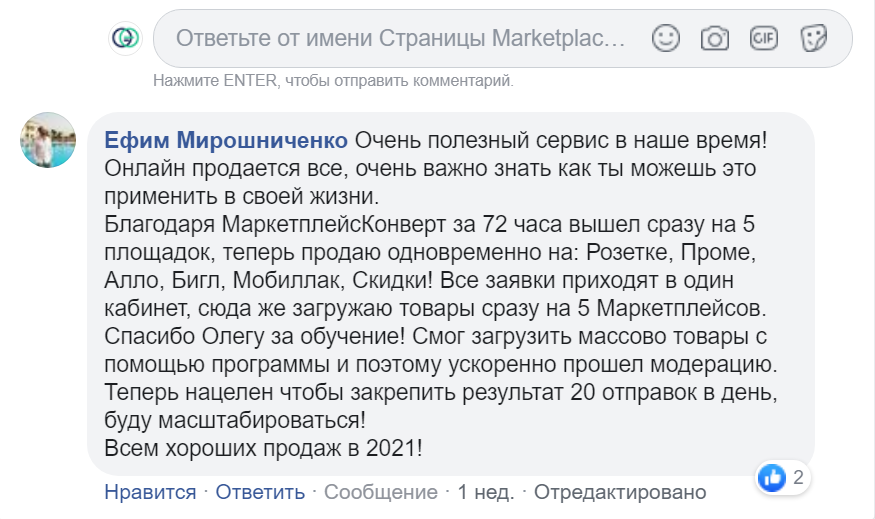 Ответьте от имени Страницы Marketplac...
GIF
Нажмите ENTER, чтобы отправить комментарий.
Ефим Мирошниченко Очень полезный сервис в наше время!
Онлайн продается все, очень важно знать как ты можешь это
применить в своей жизни.
Благодаря МаркетплейсКонверт за 72 часа вышел сразу на 5
площадок, теперь продаю одновременно на: Розетке, Проме,
Алло, Бигл, Мобиллак, Скидки! Все заявки приходят в один
кабинет, сюда же загружаю товары сразу на 5 Маркетплейсов.
Спасибо Олегу за обучение! Смог загрузить массово товары с
помощью программы и поэтому ускоренно прошел модерацию.
Теперь нацелен чтобы закрепить результат 20 отправок в день,
буду масштабироваться!
Всем хороших продаж в 2021!
2
Нравится · Ответить · Сообщение · 1 нед. · Отредактировано